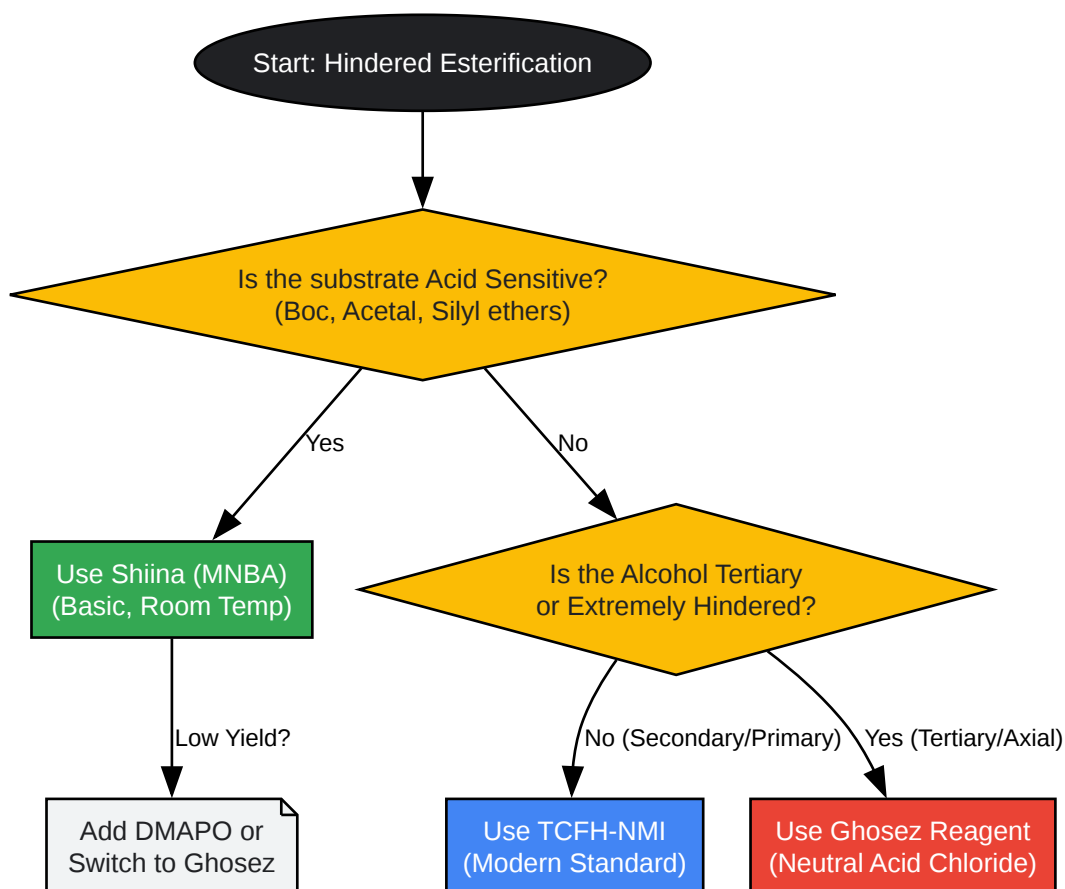 Start: Hindered Esterification
Is the substrate Acid Sensitive?
(Boc, Acetal, Silyl ethers)
Yes
No
Use Shiina (MNBA)
(Basic, Room Temp)
Is the Alcohol Tertiary
or Extremely Hindered?
Low Yield?
No (Secondary/Primary)
Yes (Tertiary/Axial)
Add DMAPO or
Switch to Ghosez
Use TCFH-NMI
(Modern Standard)
Use Ghosez Reagent
(Neutral Acid Chloride)